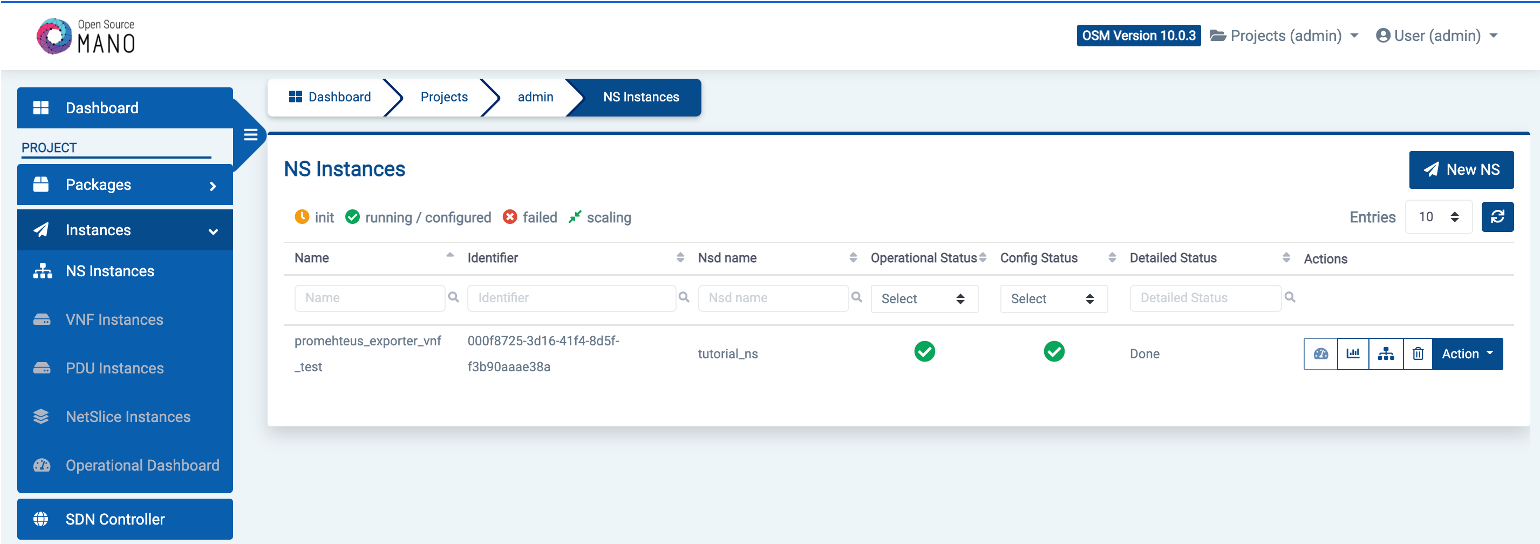 Open Source
MANO
OSM Version 10.0.3 Projects (admin) User (admin)
Dashboard
PROJECT
Packages
Instances
NS Instances
VNF Instances
PDU Instances
NetSlice Instances
Operational Dashboard
SDN Controller
Dashboard Projects admin NS Instances
NS Instances
New NS
init running / configured failed scaling
Entries 10
Name Identifier Nsd name Operational Status Config Status Detailed Status Actions
Name Identifier Nsd name Select Select Detailed Status
promehteus_exporter_vnf
_test
000f8725-3d16-41f4-8d5f-
f3b90aaae38a
tutorial_ns
Done
Action